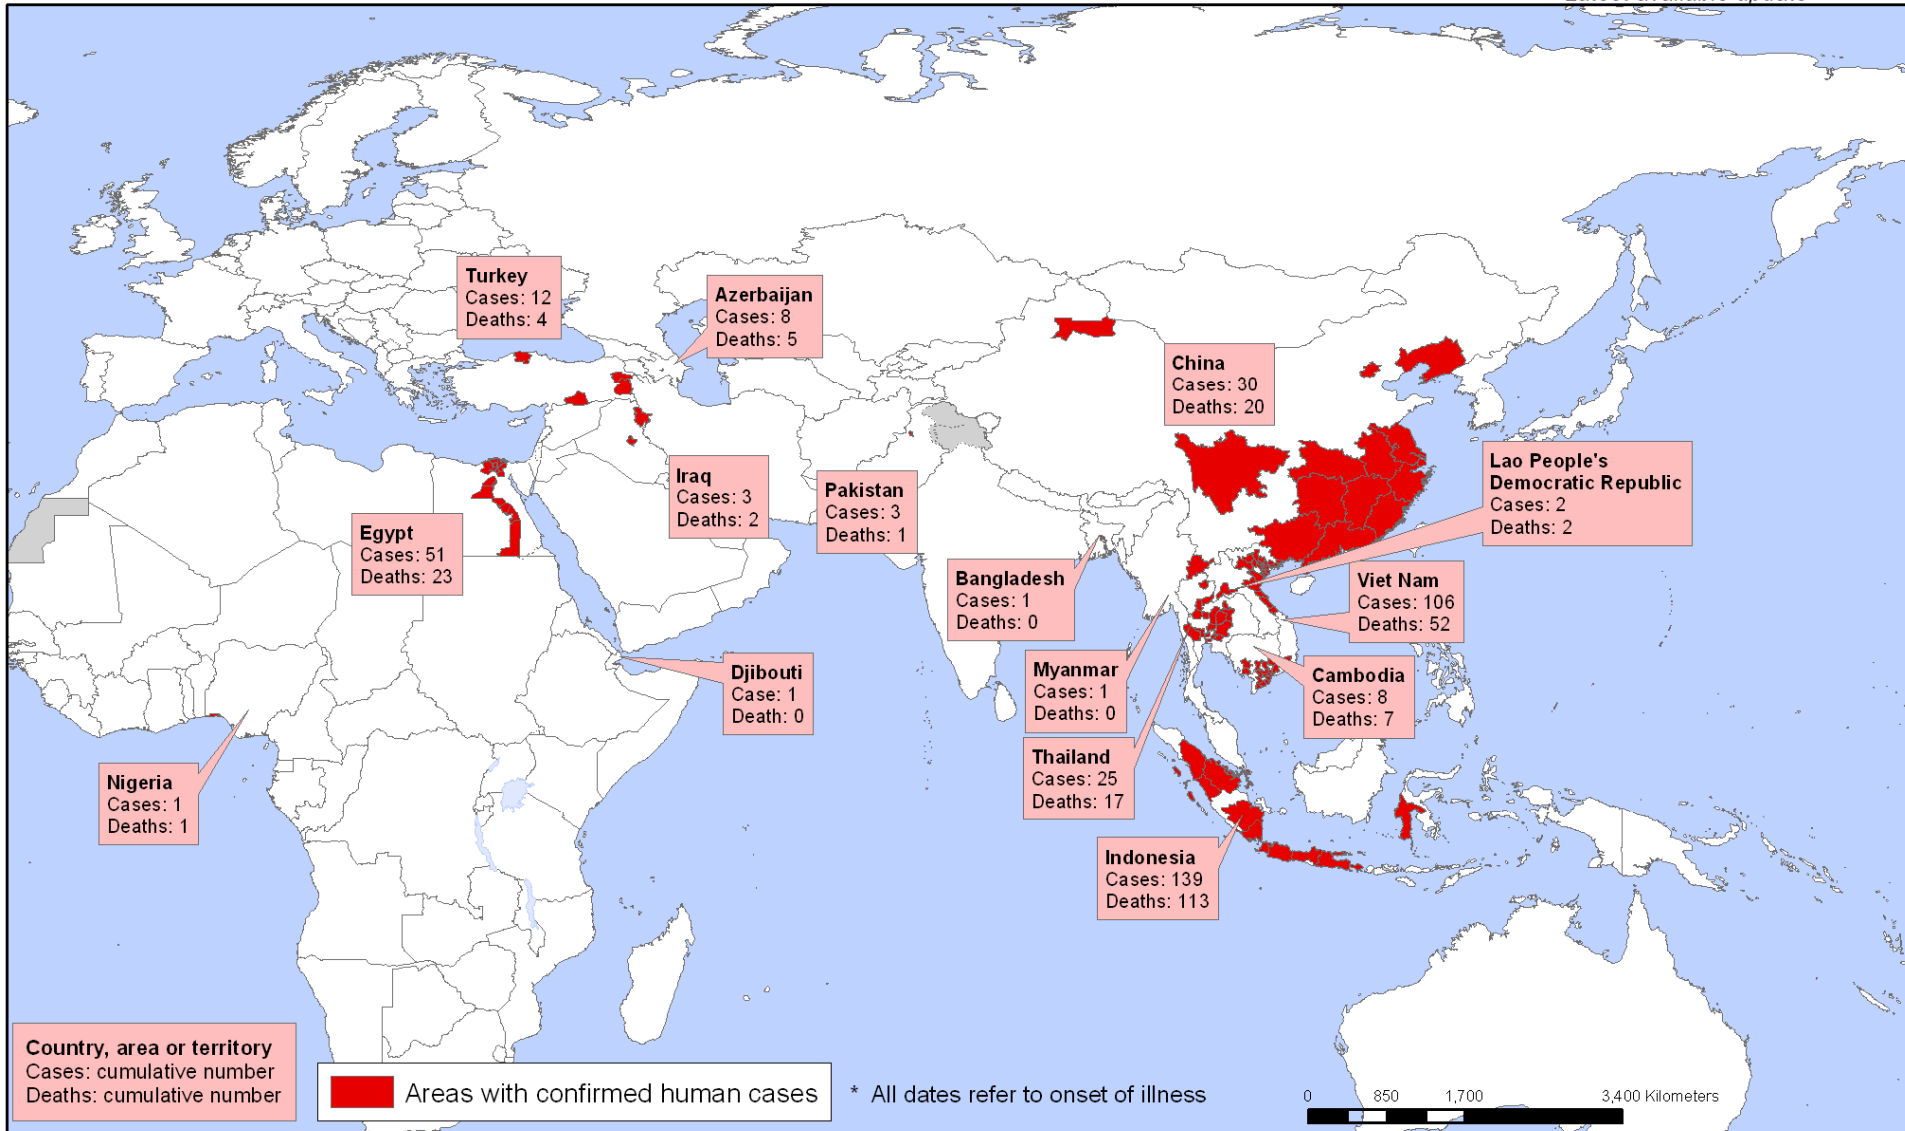 Turkey
Cases: 12
Deaths: 4
Azerbaijan
Cases: 8
Deaths: 5
China
Cases: 30
Deaths: 20
Lao People's
Democratic Republic
Cases: 2
Deaths: 2
Iraq
Cases: 3
Deaths: 2
Pakistan
Cases: 3
Deaths: 1
Egypt
Cases: 51
Deaths: 23
Bangladesh
Cases: 1
Deaths: 0
Viet Nam
Cases: 106
Deaths: 52
Djibouti
Case: 1
Death: 0
Myanmar
Cases: 1
Deaths: 0
Cambodia
Cases: 8
Deaths: 7
Thailand
Cases: 25
Deaths: 17
Nigeria
Cases: 1
Deaths: 1
Indonesia
Cases: 139
Deaths: 113
Country, area or territory
Cases: cumulative number
Deaths: cumulative number
Areas with confirmed human cases
* All dates refer to onset of illness
0 850 1,700 3,400 Kilometers